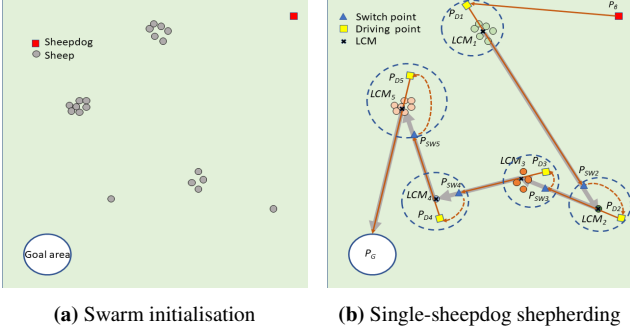 Sheepdog
Sheep
Goal area
(a) Swarm initialisation
P_D1
P_β
Switch point
Driving point
LCM
LCM_1
P_D5
LCM_5
P_SW5
LCM_3
P_D3
P_SW2
P_SW4
P_SW3
P_D2
LCM_4
P_D4
LCM_2
P_G
(b) Single-sheepdog shepherding